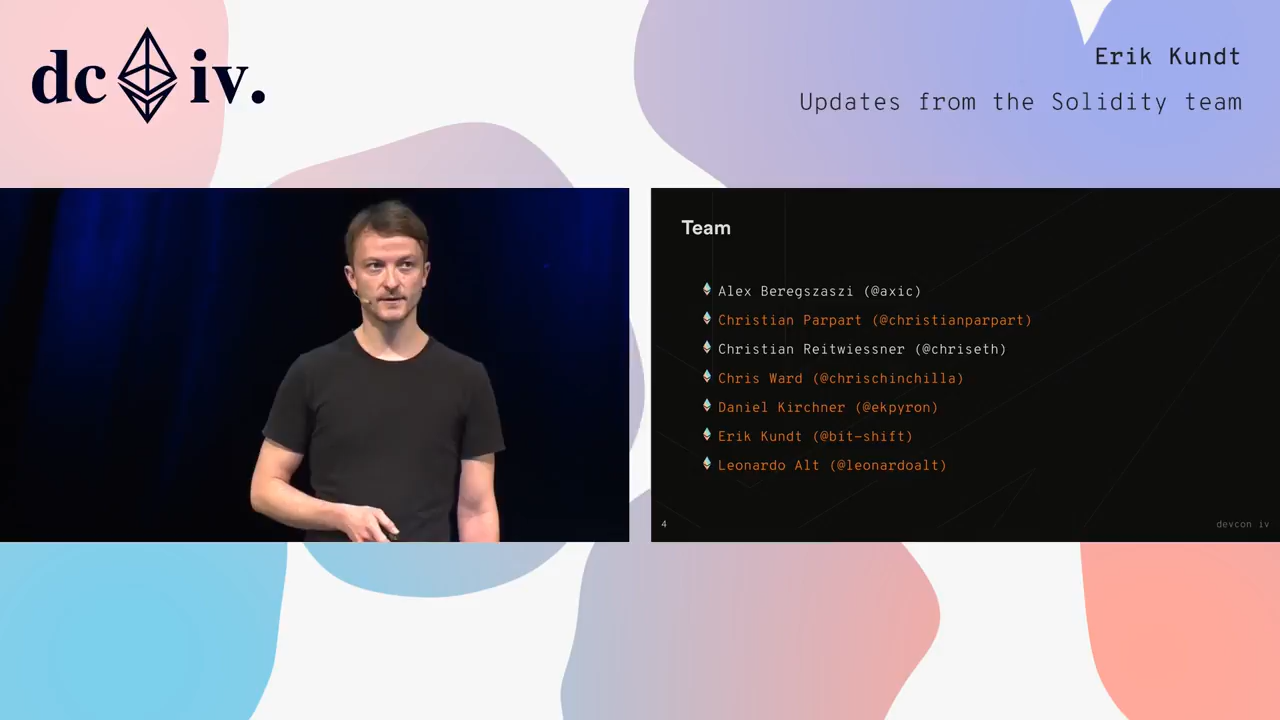 dc iv.
Erik Kundt
Updates from the Solidity team
Team
Alex Beregszaszi (@axic)
Christian Parpart (@christianparpart)
Christian Reitwiessner (@chriseth)
Chris Ward (@chrischinchilla)
Daniel Kirchner (@ekpyron)
Erik Kundt (@bit-shift)
Leonardo Alt (@leonardoalt)
4
devcon iv